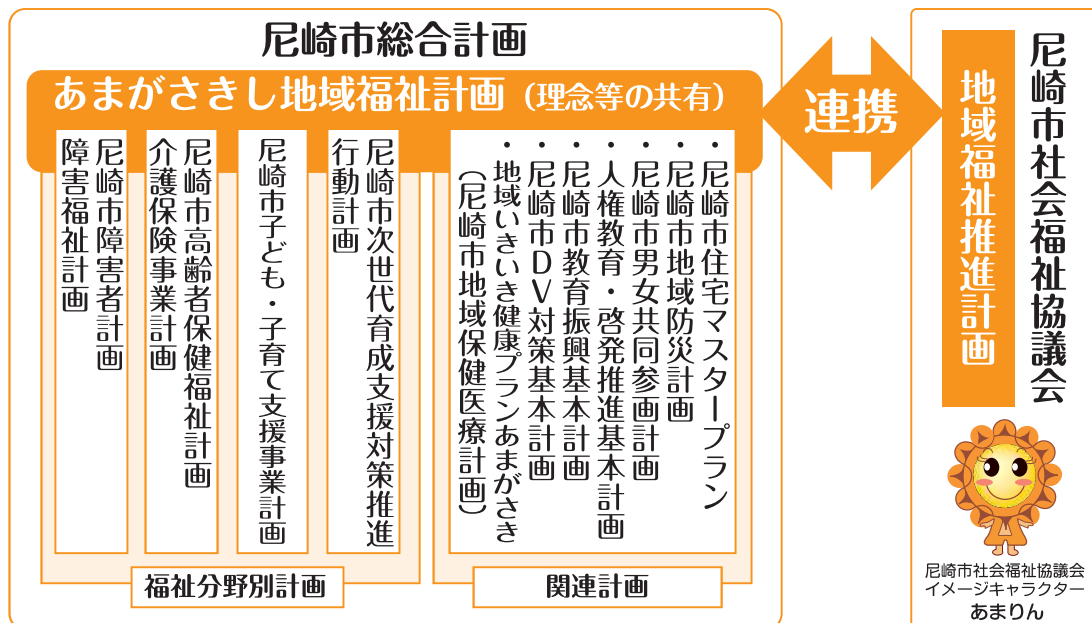 尼崎市総合計画
あまがさきし地域福祉計画（理念等の共有）
尼崎市障害者計画
障害福祉計画
尼崎市高齢者保健福祉計画
介護保険事業計画
尼崎市子ども・子育て支援事業計画
尼崎市次世代育成支援対策推進
行動計画
・尼崎市住宅マスタープラン
・尼崎市地域防災計画
・尼崎市男女共同参画計画
・人権教育・啓発推進基本計画
・尼崎市教育振興基本計画
・尼崎市DV対策基本計画
・地域いきいき健康プランあまがさき
（尼崎市地域保健医療計画）
福祉分野別計画
関連計画
連携
尼崎市社会福祉協議会
地域福祉推進計画
尼崎市社会福祉協議会
イメージキャラクター
あまりん